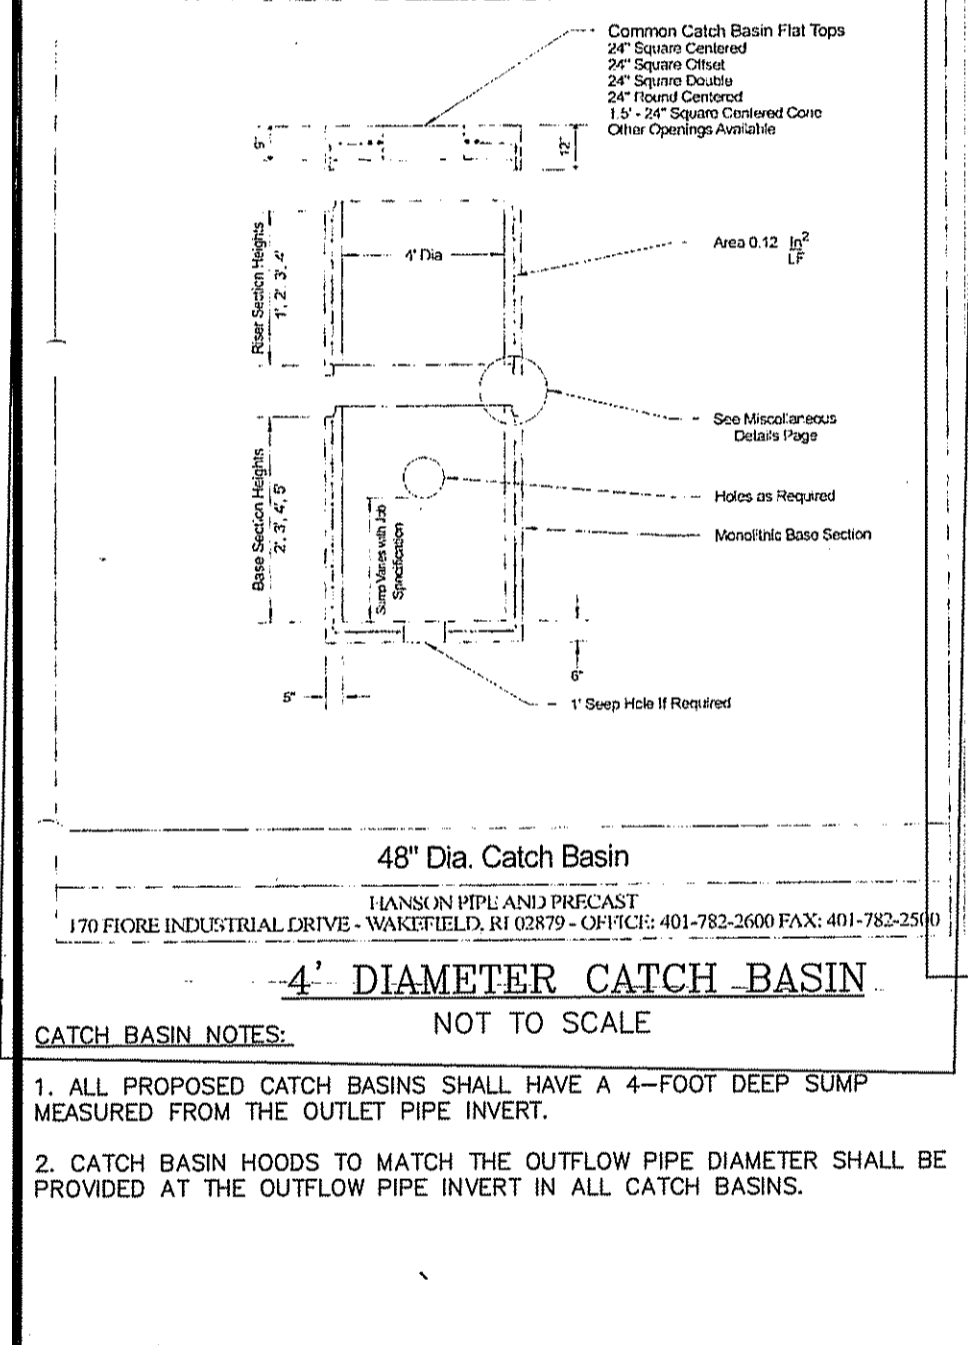 Common Catch Basin Flat Tops
24" Square Centered
24" Square Offset
24" Square Double
24" Round Centered
1.5' - 24" Square Centered Cone
Other Openings Available
9"
12"
Riser Section Heights
1', 2', 3', 4'
4' Dia
Area 0.12 In²
LF
See Miscellaneous
Details Page
Base Section Heights
2', 3', 4', 5'
Sump Varies with Job
Specification
Holes as Required
Monolithic Base Section
6"
5"
1" Seep Hole If Required
48" Dia. Catch Basin
HANSON PIPE AND PRECAST
170 FIORE INDUSTRIAL DRIVE - WAKEFIELD, RI 02879 - OFFICE: 401-782-2600 FAX: 401-782-2500
4' DIAMETER CATCH BASIN
NOT TO SCALE
CATCH BASIN NOTES:
1. ALL PROPOSED CATCH BASINS SHALL HAVE A 4-FOOT DEEP SUMP
MEASURED FROM THE OUTLET PIPE INVERT.
2. CATCH BASIN HOODS TO MATCH THE OUTFLOW PIPE DIAMETER SHALL BE
PROVIDED AT THE OUTFLOW PIPE INVERT IN ALL CATCH BASINS.